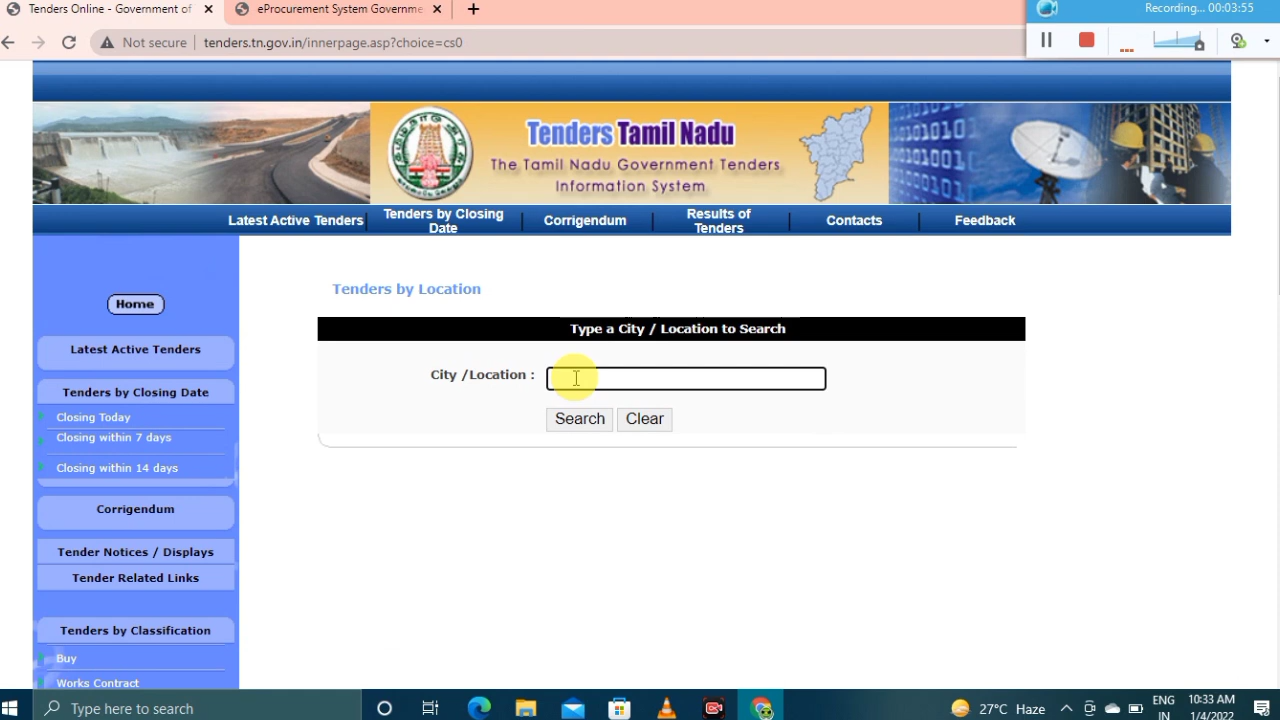 Tenders Online - Government of
eProcurement System Governme
Recording... 00:03:55
Not secure
tenders.tn.gov.in/innerpage.asp?choice=cs0
Tenders Tamil Nadu
The Tamil Nadu Government Tenders
Information System
Latest Active Tenders
Tenders by Closing
Date
Corrigendum
Results of
Tenders
Contacts
Feedback
Home
Latest Active Tenders
Tenders by Closing Date
Closing Today
Closing within 7 days
Closing within 14 days
Corrigendum
Tender Notices / Displays
Tender Related Links
Tenders by Classification
Buy
Works Contract
Tenders by Location
Type a City / Location to Search
City /Location :
Search Clear
Type here to search
27°C Haze
ENG
IN
10:33 AM
1/4/2022